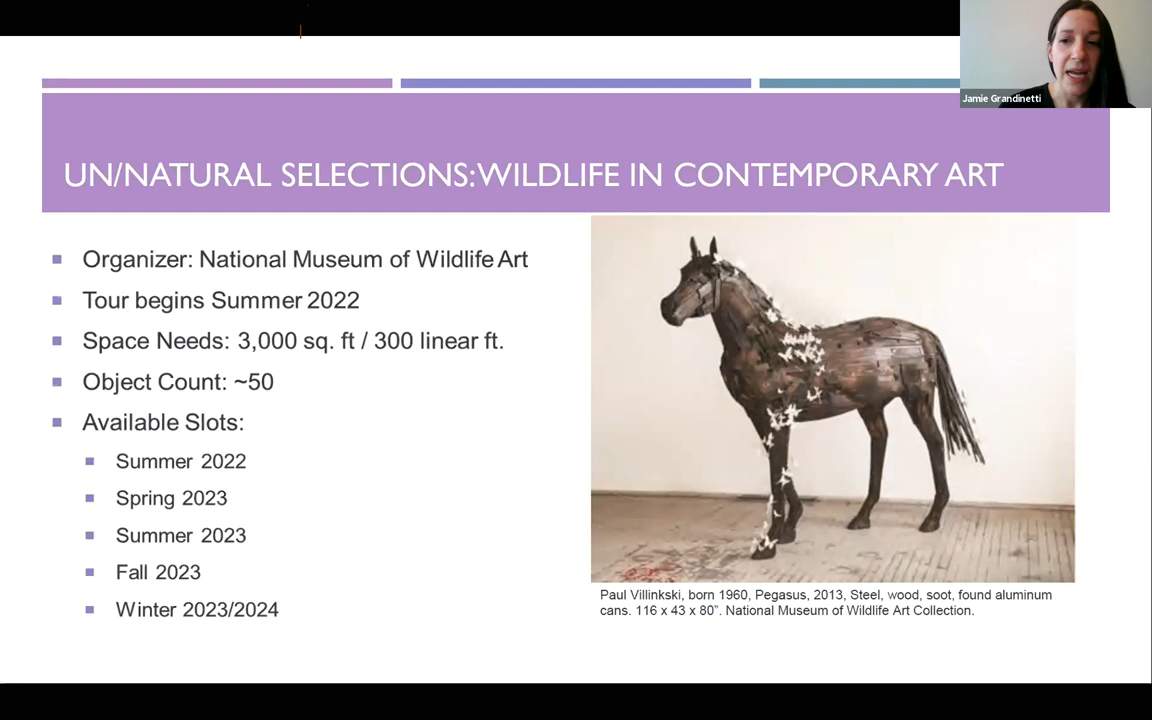 Jamie Grandinetti
UN/NATURAL SELECTIONS:WILDLIFE IN CONTEMPORARY ART
Organizer: National Museum of Wildlife Art
Tour begins Summer 2022
Space Needs: 3,000 sq. ft / 300 linear ft.
Object Count: ~50
Available Slots:
Summer 2022
Spring 2023
Summer 2023
Fall 2023
Winter 2023/2024
Paul Villinkski, born 1960, Pegasus, 2013, Steel, wood, soot, found aluminum
cans. 116 x 43 x 80”. National Museum of Wildlife Art Collection.